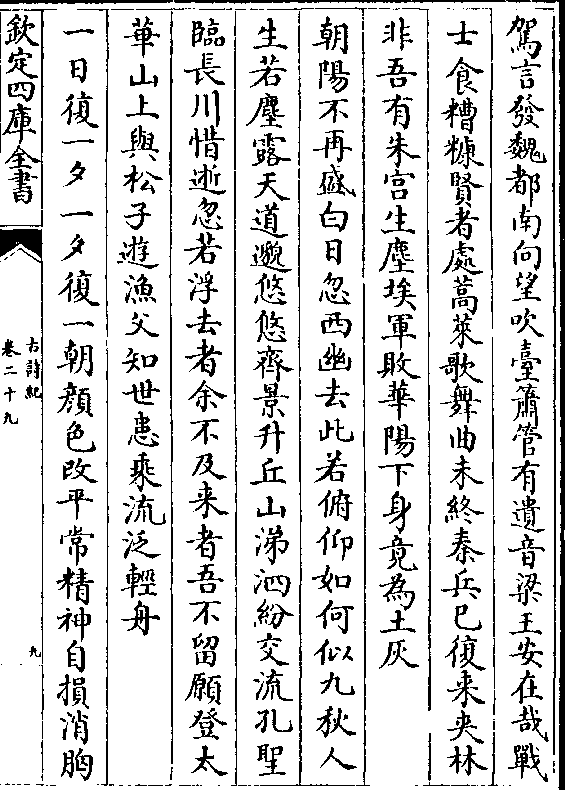 駕言發魏都南向望吹臺簫管有遺音梁王安在哉戰
士食糟糠賢者處蒿萊歌舞曲未終秦兵已復来夾林
非吾有朱宫生塵埃軍敗華陽下身竟為土灰
朝陽不再盛白日忽西幽去此若俯仰如何似九秋人
生若塵露天道邈悠悠齊景升丘山涕泗紛交流孔聖
臨長川惜逝忽若浮去者余不及来者吾不留願登太
華山上與松子遊漁父知世患乘流泛輕舟
一日復一夕一夕復一朝顔色改平常精神自損消胸
欽定四庫全書
古詩紀
卷二十九
九